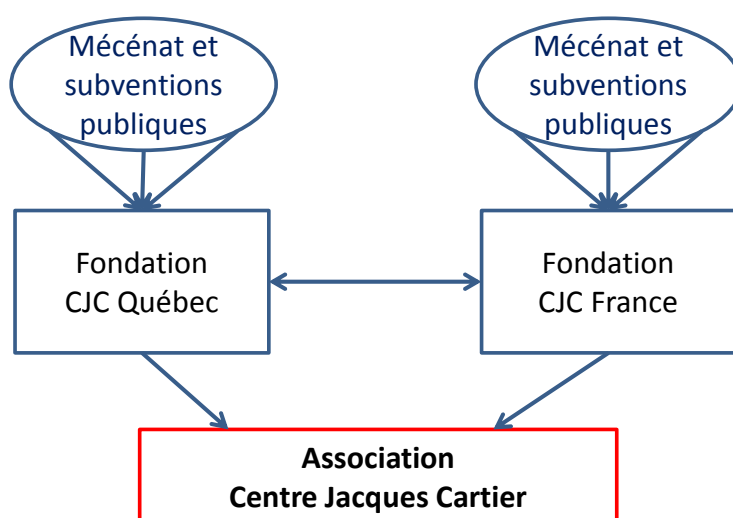 Mécénat et
subventions
publiques
Mécénat et
subventions
publiques
Fondation
CJC Québec
Fondation
CJC France
Association
Centre Jacques Cartier